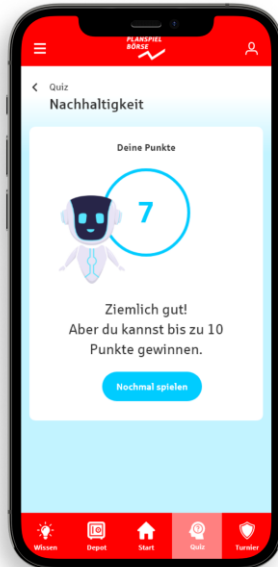 PLANSPIEL
BÖRSE
Quiz
Nachhaltigkeit
Deine Punkte
7
Ziemlich gut!
Aber du kannst bis zu 10
Punkte gewinnen.
Nochmal spielen
Wissen
Depot
Start
Quiz
Turnier